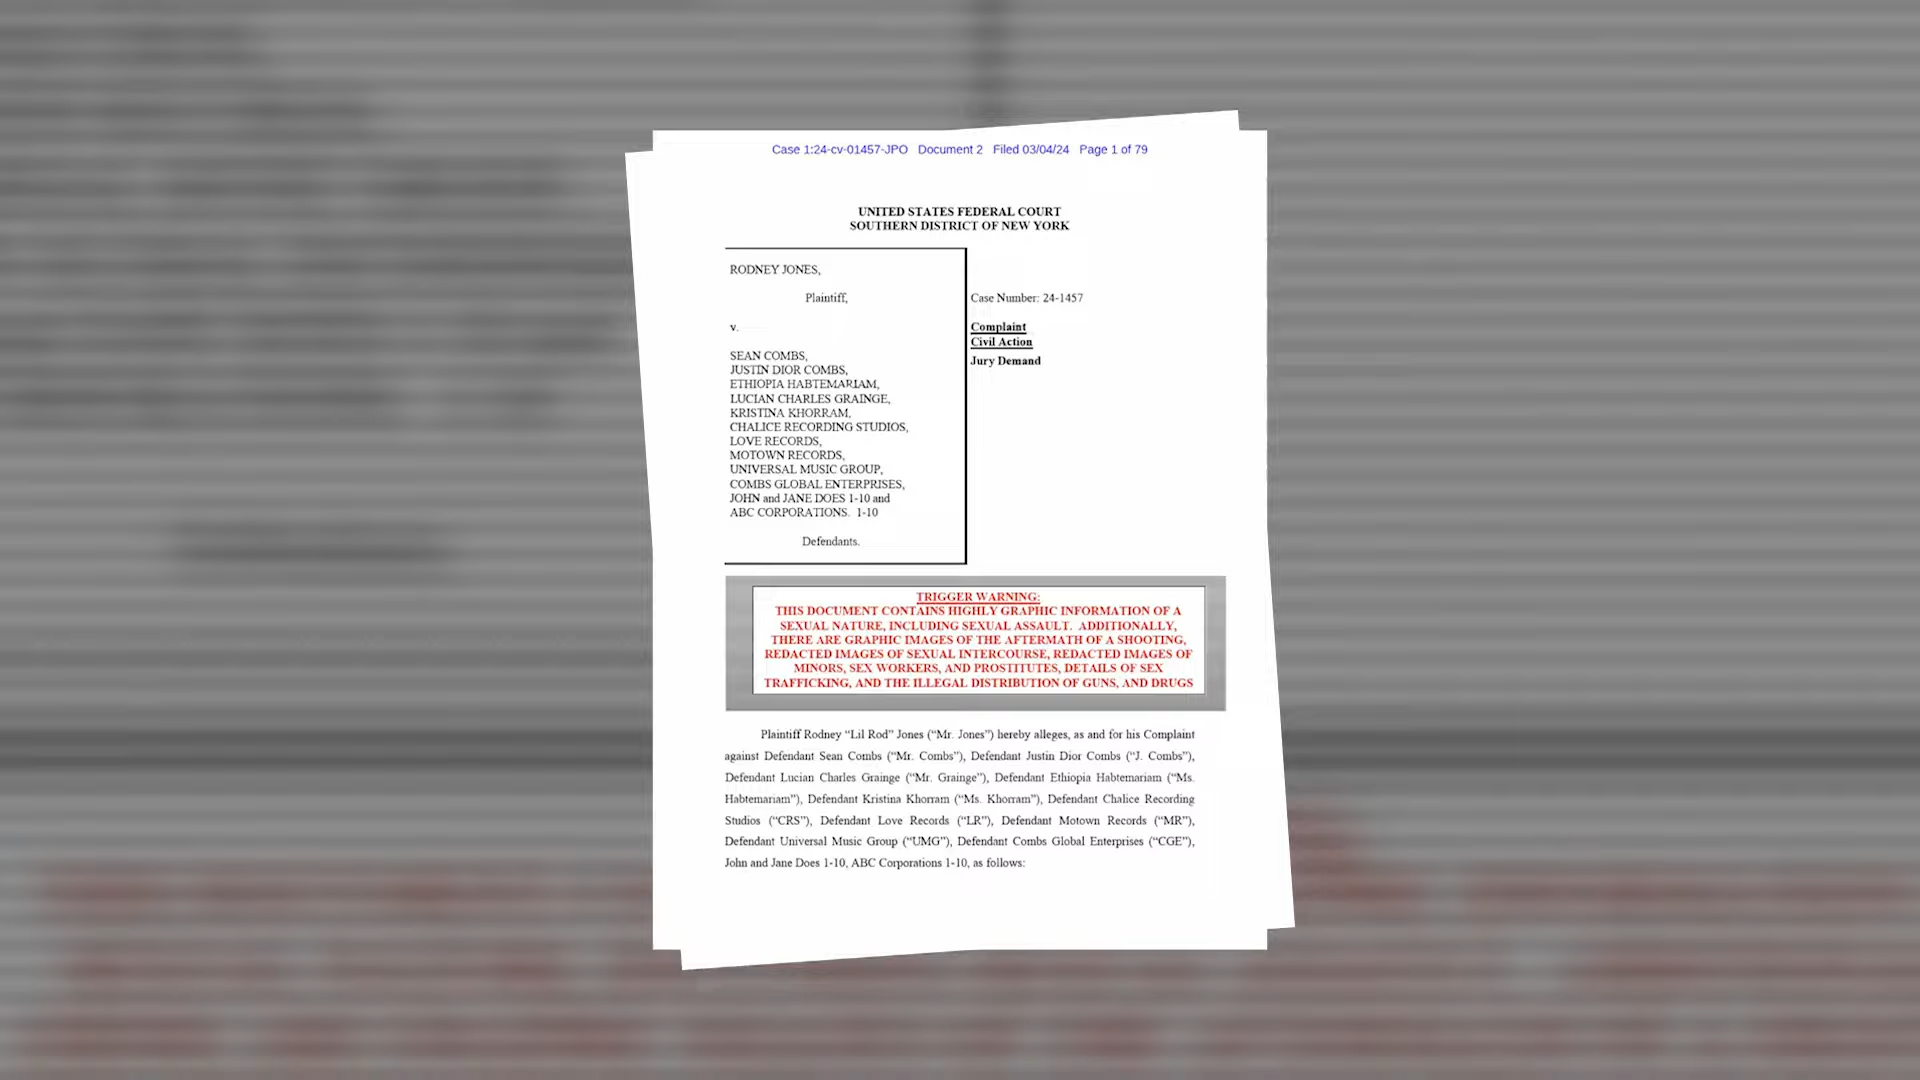 Case 1:24-cv-01457-JPO Document 2 Filed 03/04/24 Page 1 of 79
UNITED STATES FEDERAL COURT
SOUTHERN DISTRICT OF NEW YORK
RODNEY JONES,
Plaintiff,
v.
SEAN COMBS,
JUSTIN DIOR COMBS,
ETHIOPIA HABTEMARIAM,
LUCIAN CHARLES GRAINGE,
KRISTINA KHORRAM,
CHALICE RECORDING STUDIOS,
LOVE RECORDS,
MOTOWN RECORDS,
UNIVERSAL MUSIC GROUP,
COMBS GLOBAL ENTERPRISES,
JOHN and JANE DOES 1-10 and
ABC CORPORATIONS. 1-10
Defendants.
Case Number: 24-1457
Complaint
Civil Action
Jury Demand
TRIGGER WARNING:
THIS DOCUMENT CONTAINS HIGHLY GRAPHIC INFORMATION OF A
SEXUAL NATURE, INCLUDING SEXUAL ASSAULT. ADDITIONALLY,
THERE ARE GRAPHIC IMAGES OF THE AFTERMATH OF A SHOOTING,
REDACTED IMAGES OF SEXUAL INTERCOURSE, REDACTED IMAGES OF
MINORS, SEX WORKERS, AND PROSTITUTES, DETAILS OF SEX
TRAFFICKING, AND THE ILLEGAL DISTRIBUTION OF GUNS, AND DRUGS
Plaintiff Rodney “Lil Rod” Jones (“Mr. Jones”) hereby alleges, as and for his Complaint
against Defendant Sean Combs (“Mr. Combs”), Defendant Justin Dior Combs (“J. Combs”),
Defendant Lucian Charles Grainge (“Mr. Grainge”), Defendant Ethiopia Habtemariam (“Ms.
Habtemariam”), Defendant Kristina Khorram (“Ms. Khorram”), Defendant Chalice Recording
Studios (“CRS”), Defendant Love Records (“LR”), Defendant Motown Records (“MR”),
Defendant Universal Music Group (“UMG”), Defendant Combs Global Enterprises (“CGE”),
John and Jane Does 1-10, ABC Corporations 1-10, as follows: